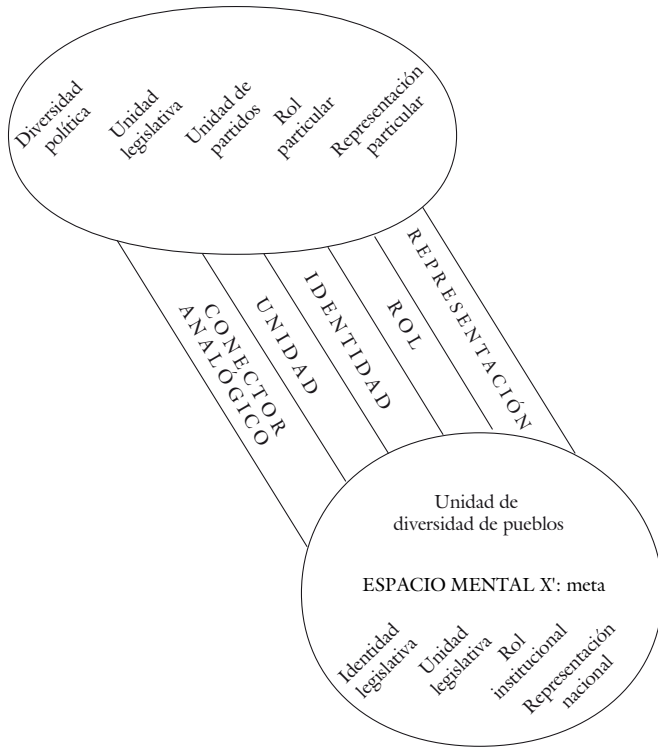 Diversidad
política
Unidad
legislativa
Unidad de
partidos
Rol
particular
Representación
particular
CONECTOR
ANALÓGICO
UNIDAD
IDENTIDAD
ROL
REPRESENTACIÓN
Unidad de
diversidad de pueblos
ESPACIO MENTAL X': meta
Identidad
legislativa
Unidad
legislativa
Rol
institucional
Representación
nacional